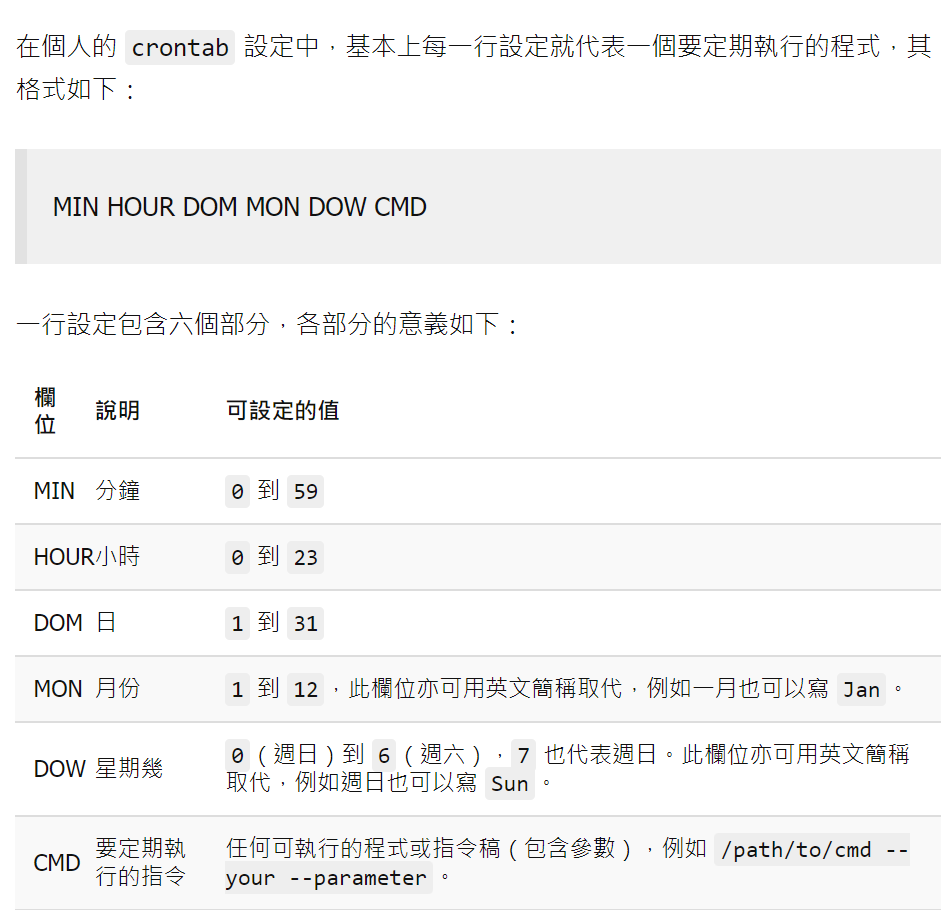 在個人的 crontab 設定中，基本上每一行設定就代表一個要定期執行的程式，其
格式如下：
MIN HOUR DOM MON DOW CMD
一行設定包含六個部分，各部分的意義如下：
欄位 說明 可設定的值
MIN 分鐘 0 到 59
HOUR 小時 0 到 23
DOM 日 1 到 31
MON 月份 1 到 12 ，此欄位亦可用英文簡稱取代，例如一月也可以寫 Jan 。
DOW 星期幾 0（週日）到 6（週六），7 也代表週日。此欄位亦可用英文簡稱
取代，例如週日也可以寫 Sun 。
CMD 要定期執
行的指令
任何可執行的程式或指令稿（包含參數），例如 /path/to/cmd --
your --parameter 。